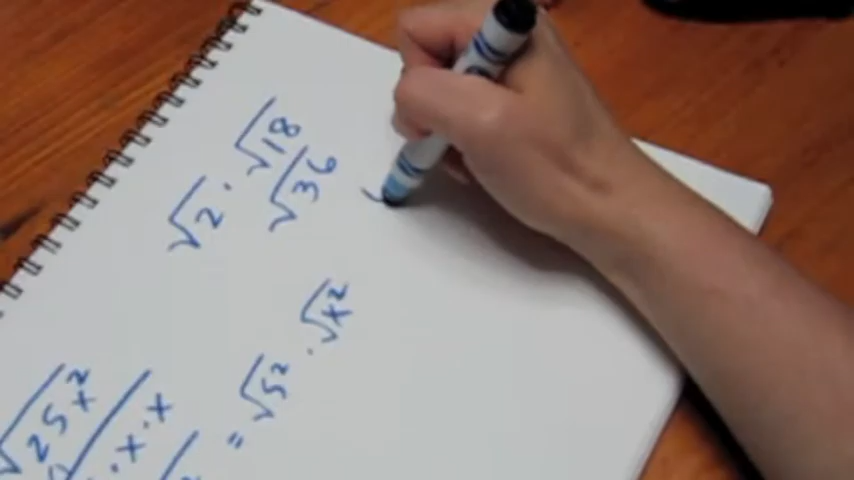 √2 · √18
√36
√25x²
· x · x
= √5² · √x²